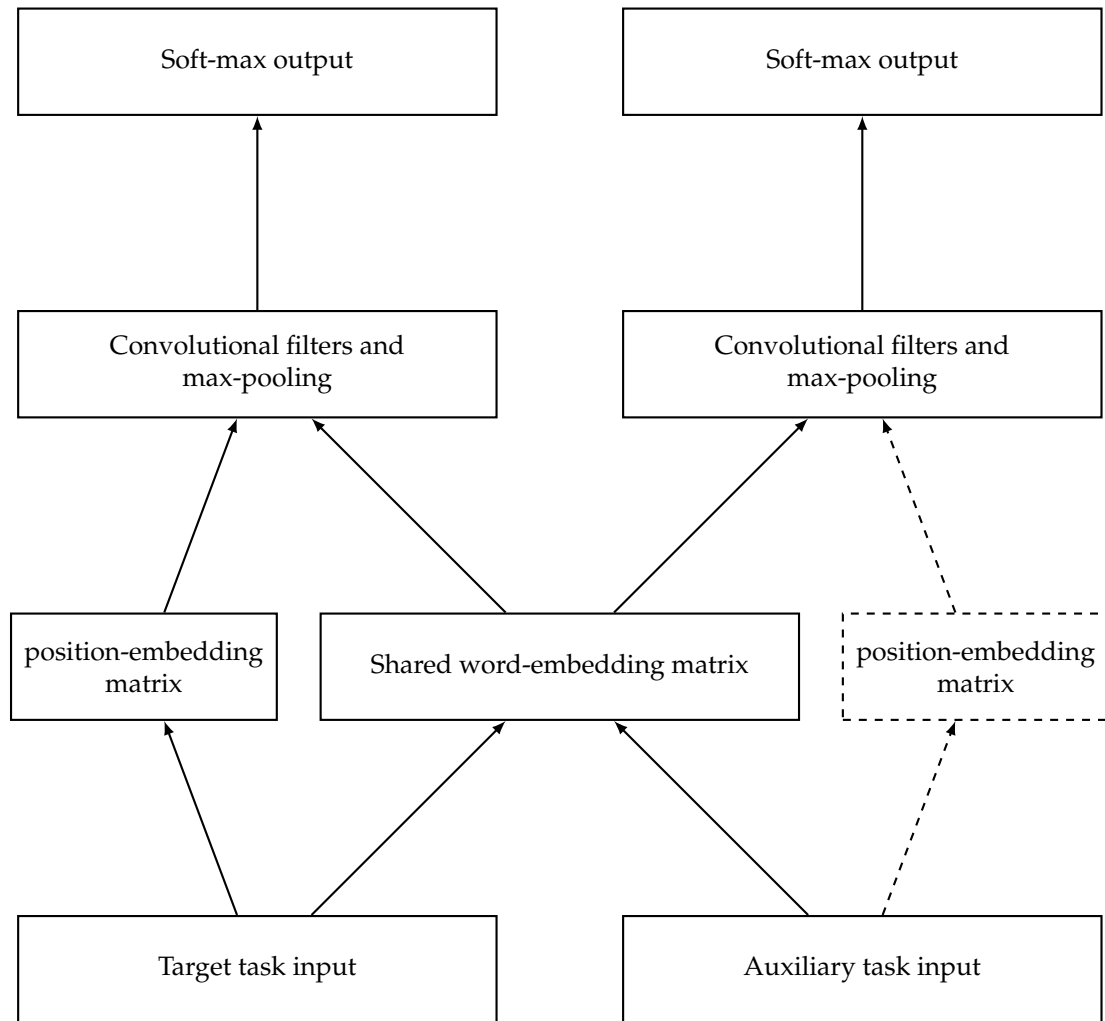 Soft-max output
Soft-max output
Convolutional filters and
max-pooling
Convolutional filters and
max-pooling
position-embedding
matrix
Shared word-embedding matrix
position-embedding
matrix
Target task input
Auxiliary task input